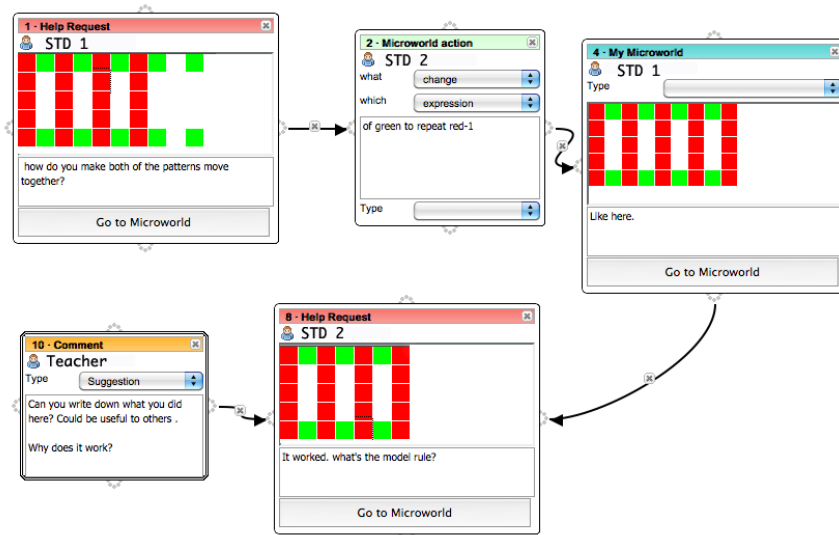 1 - Help Request
STD 1
how do you make both of the patterns move
together?
Go to Microworld
2 - Microworld action
STD 2
what change
which expression
of green to repeat red-1
Type
4 - My Microworld
STD 1
Type
Like here.
Go to Microworld
10 - Comment
Teacher
Type Suggestion
Can you write down what you did
here? Could be useful to others .
Why does it work?
8 - Help Request
STD 2
It worked. what's the model rule?
Go to Microworld